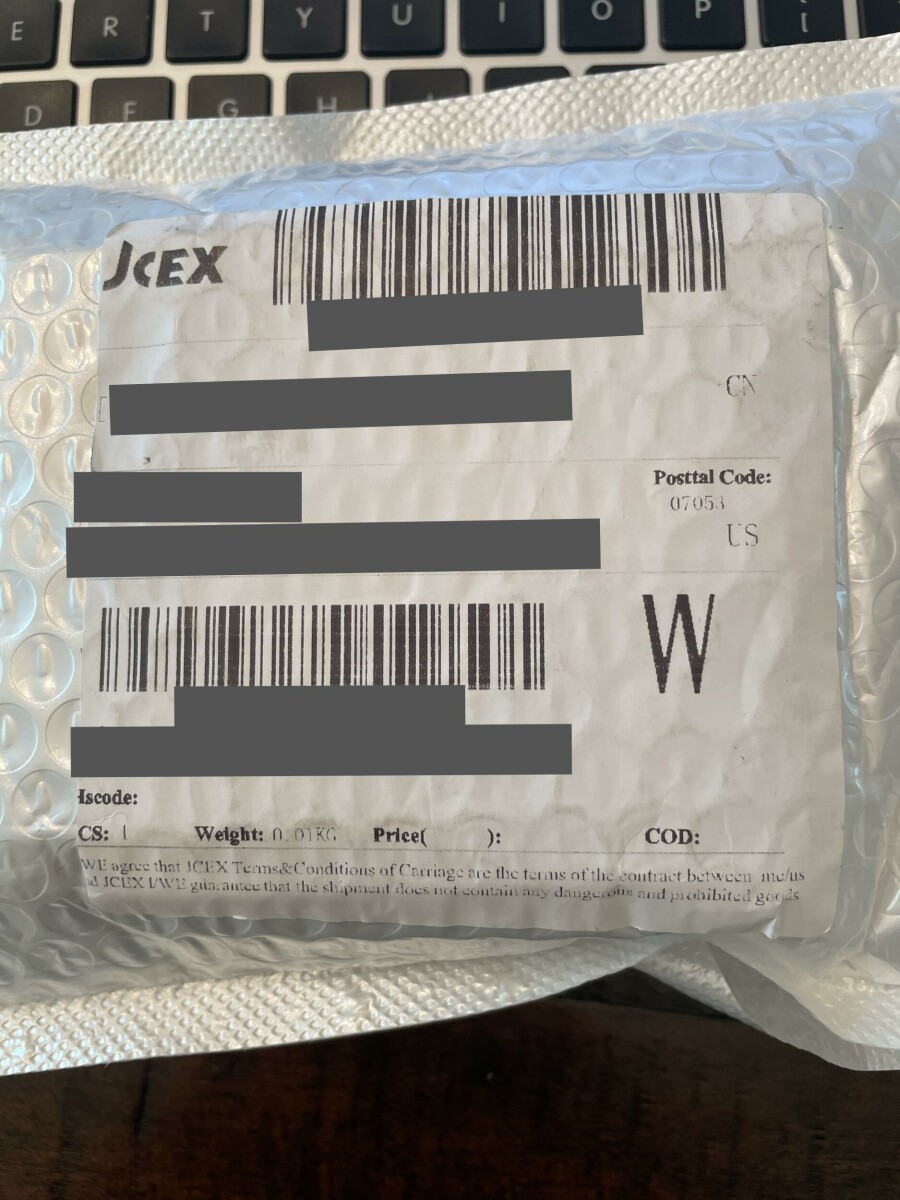 E R T Y U I O P [
D F G H
JCEX
CN
Posttal Code:
07053
US
W
Hscode:
CS: 1 Weight: 0.01KG Price( ): COD:
WE agree that JCEX Terms&Conditions of Carriage are the terms of the contract between me/us
nd JCEX I/WE guarantee that the shipment does not contain any dangerous and prohibited goods